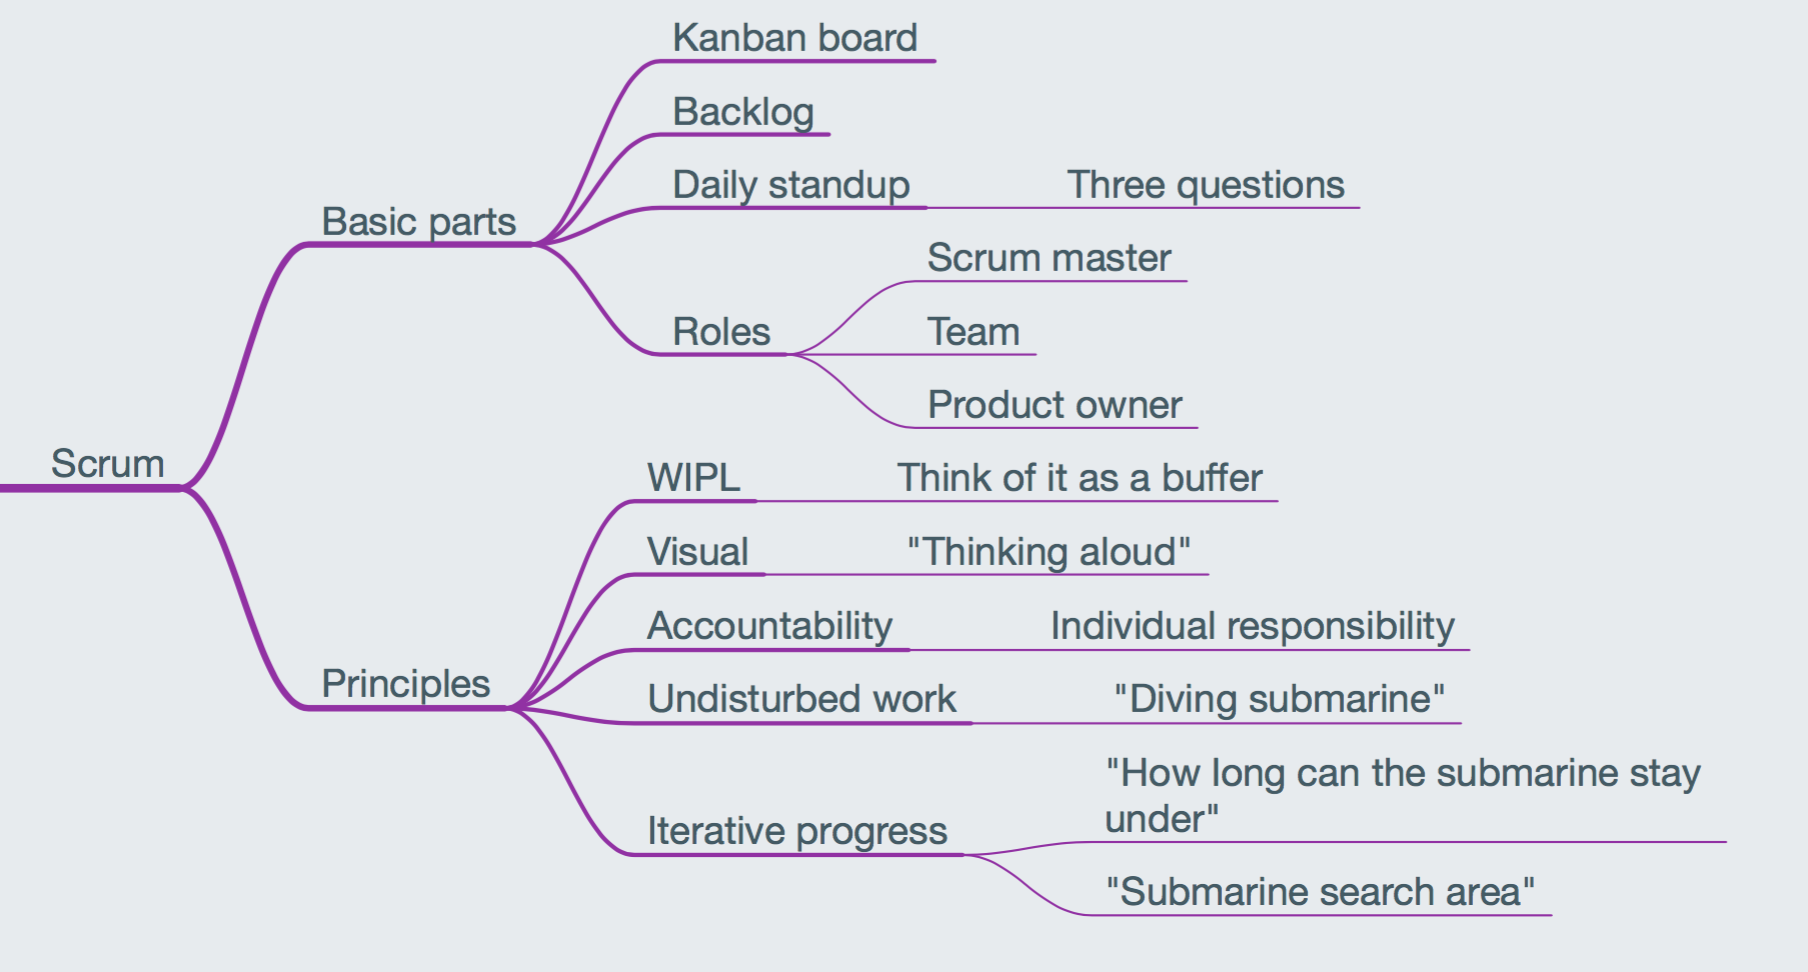 Scrum
Basic parts
Kanban board
Backlog
Daily standup
Three questions
Roles
Scrum master
Team
Product owner
Principles
WIPL
Think of it as a buffer
Visual
"Thinking aloud"
Accountability
Individual responsibility
Undisturbed work
"Diving submarine"
Iterative progress
"How long can the submarine stay
under"
"Submarine search area"